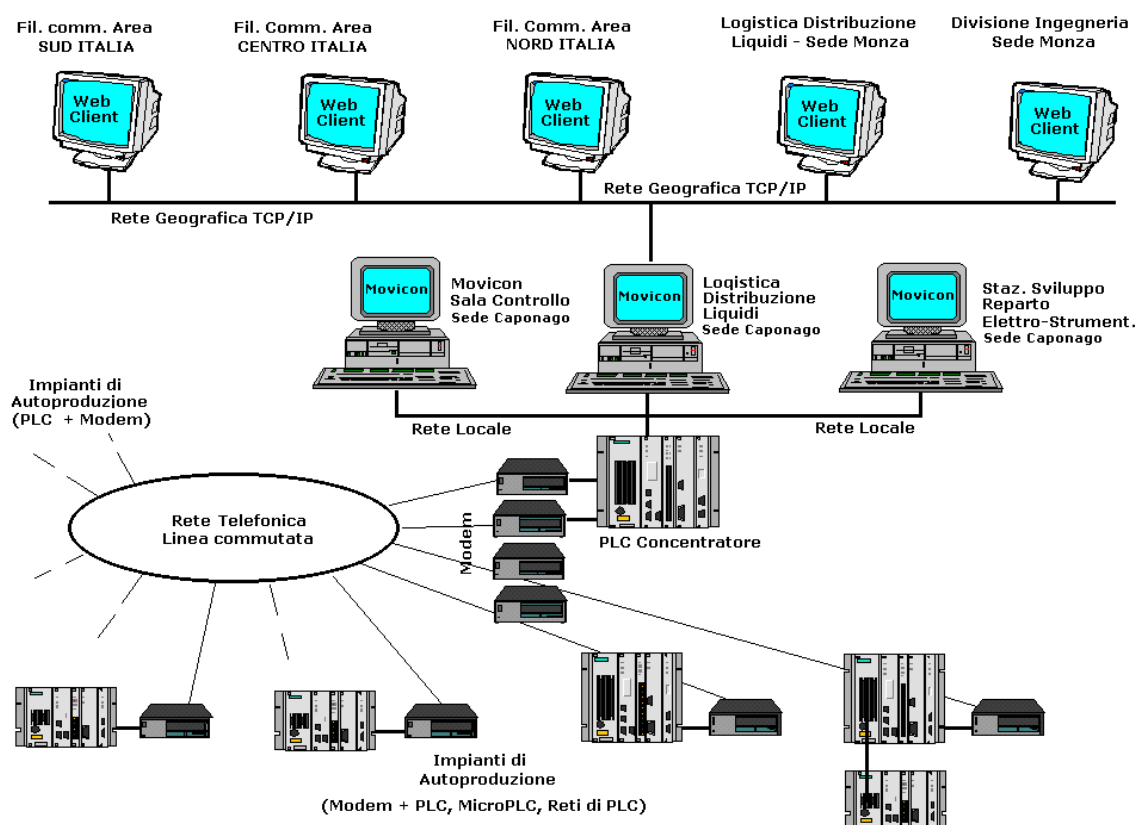 Fil. comm. Area
SUD ITALIA
Fil. Comm. Area
CENTRO ITALIA
Fil. Comm. Area
NORD ITALIA
Logistica Distribuzione
Liquidi - Sede Monza
Divisione Ingegneria
Sede Monza
Web
Client
Web
Client
Web
Client
Web
Client
Web
Client
Rete Geografica TCP/IP
Rete Geografica TCP/IP
Movicon
Movicon
Sala Controllo
Sede Caponago
Movicon
Logistica
Distribuzione
Liquidi
Sede Caponago
Movicon
Staz. Sviluppo
Reparto
Elettro-Strument.
Sede Caponago
Impianti di
Autoproduzione
(PLC + Modem)
Rete Locale
Rete Locale
Rete Telefonica
Linea commutata
Modem
PLC Concentratore
Impianti di
Autoproduzione
(Modem + PLC, MicroPLC, Reti di PLC)